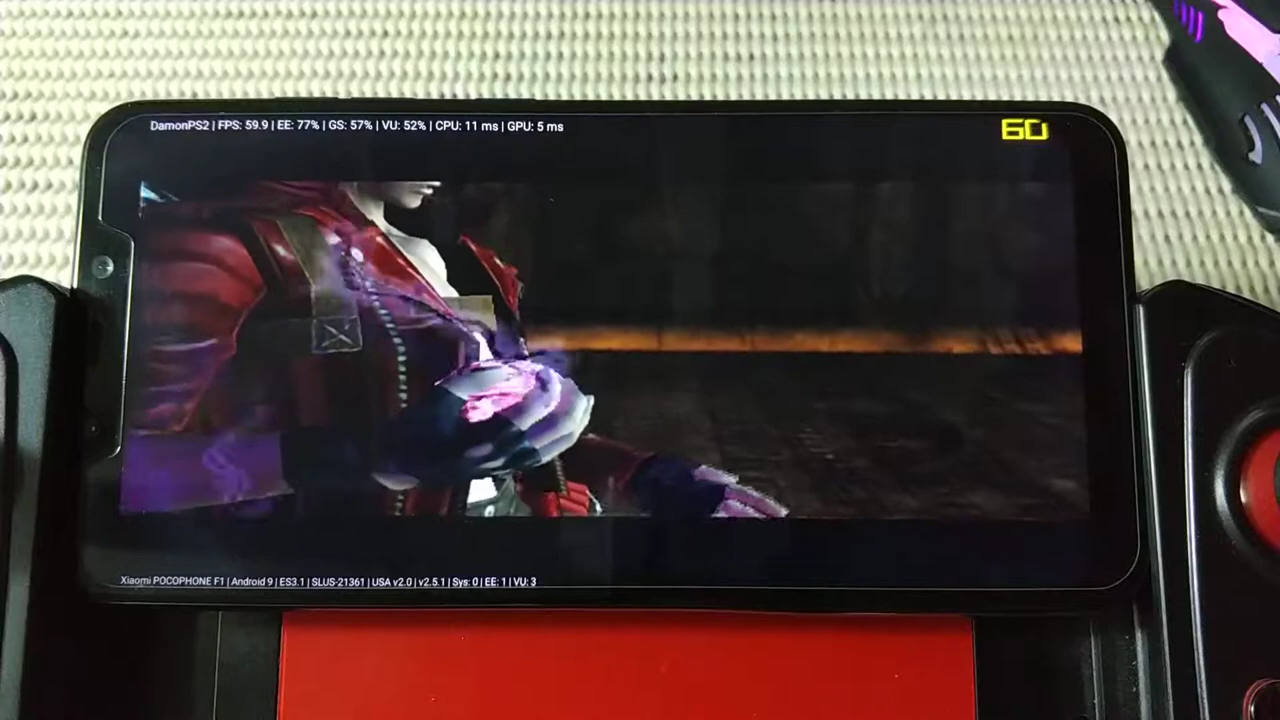 DamonPS2 | FPS: 59.9 | EE: 77% | GS: 57% | VU: 52% | CPU: 11 ms | GPU: 5 ms
60
Xiaomi POCOPHONE F1 | Android 9 | ES3.1 | SLUS-21361 | USA v2.0 | v2.5.1 | Sys: 0 | EE: 1 | VU: 3